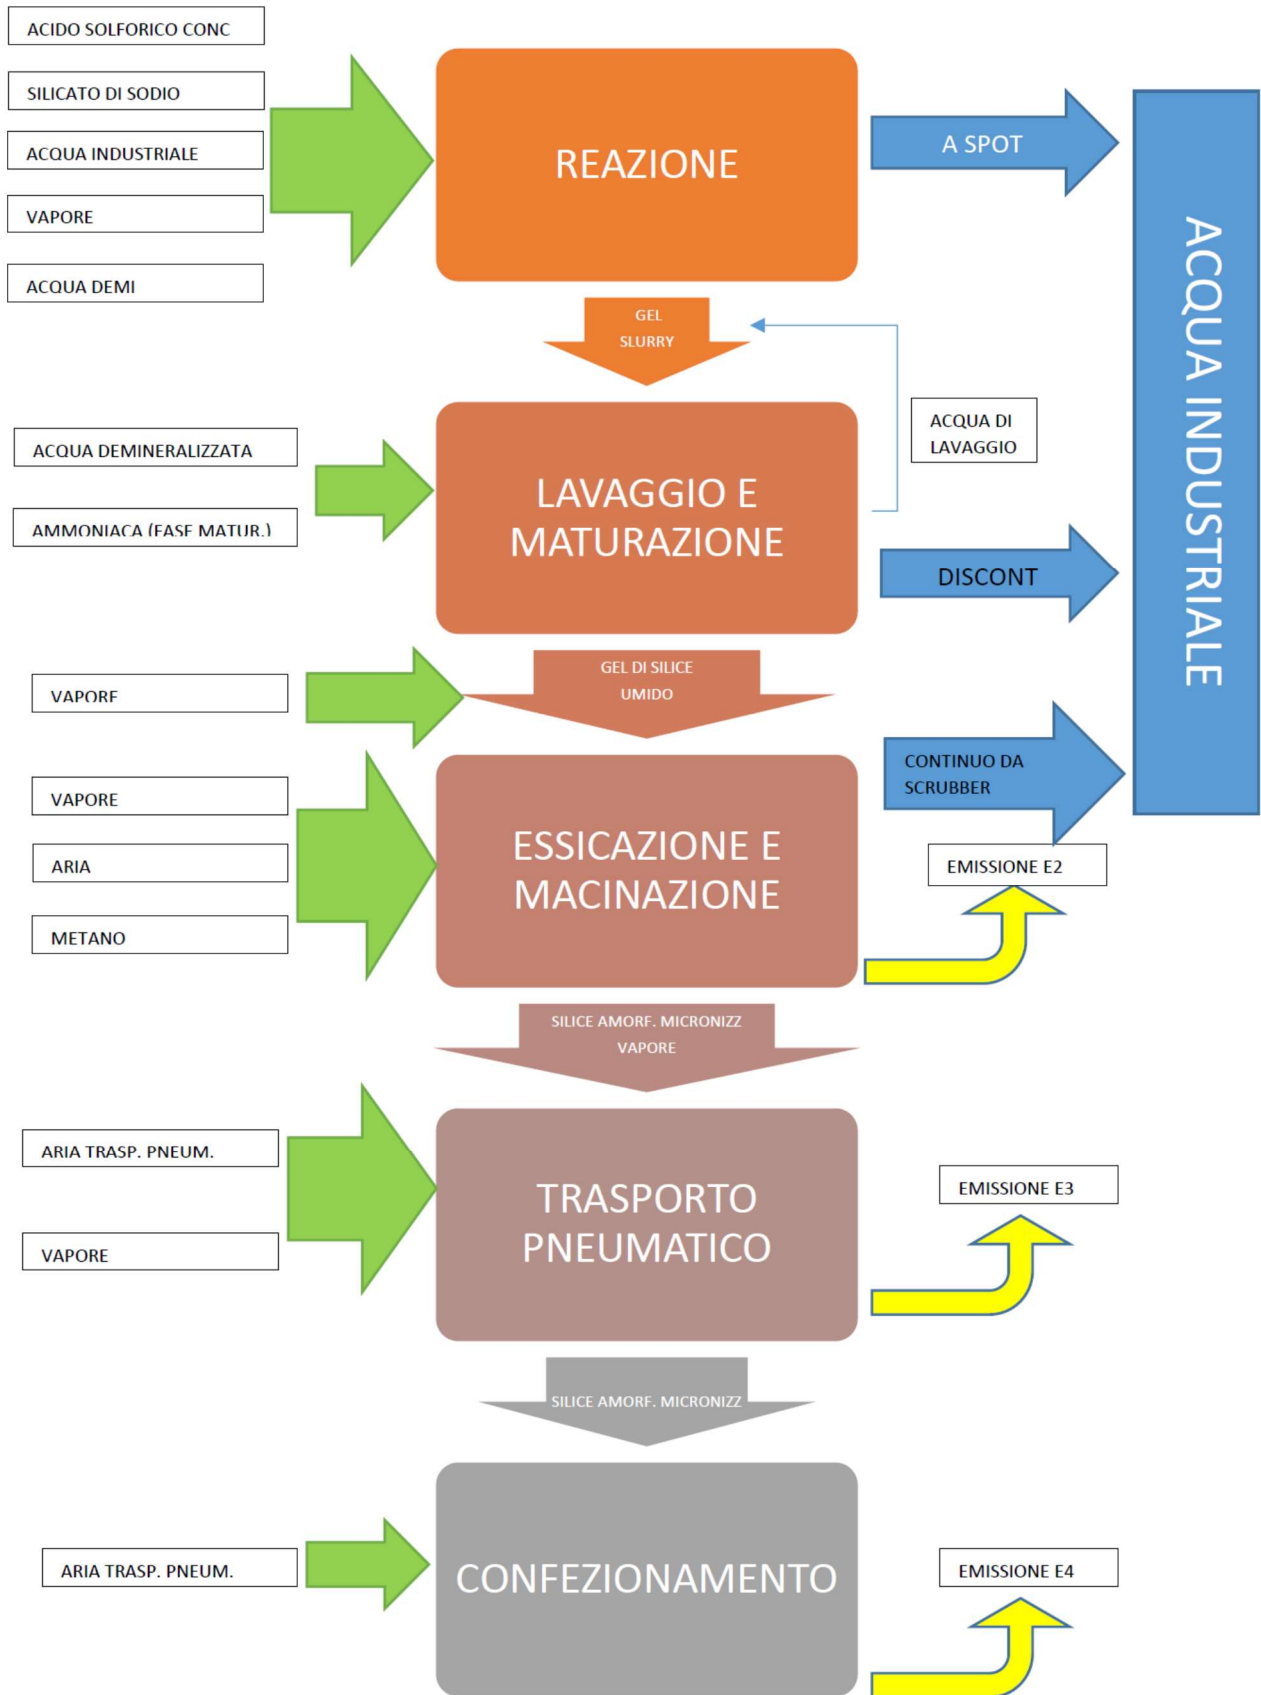 ACIDO SOLFORICO CONC
SILICATO DI SODIO
ACQUA INDUSTRIALE
VAPORE
ACQUA DEMI
REAZIONE
A SPOT
ACQUA INDUSTRIALE
GEL
SLURRY
ACQUA DI
LAVAGGIO
ACQUA DEMINERALIZZATA
AMMONIACA (FASE MATUR.)
LAVAGGIO E
MATURAZIONE
DISCONT
GEL DI SILICE
UMIDO
VAPORE
VAPORE
ARIA
METANO
ESSICAZIONE E
MACINAZIONE
CONTINUO DA
SCRUBBER
EMISSIONE E2
SILICE AMORF. MICRONIZZ
VAPORE
ARIA TRASP. PNEUM.
VAPORE
TRASPORTO
PNEUMATICO
EMISSIONE E3
SILICE AMORF. MICRONIZZ
ARIA TRASP. PNEUM.
CONFEZIONAMENTO
EMISSIONE E4